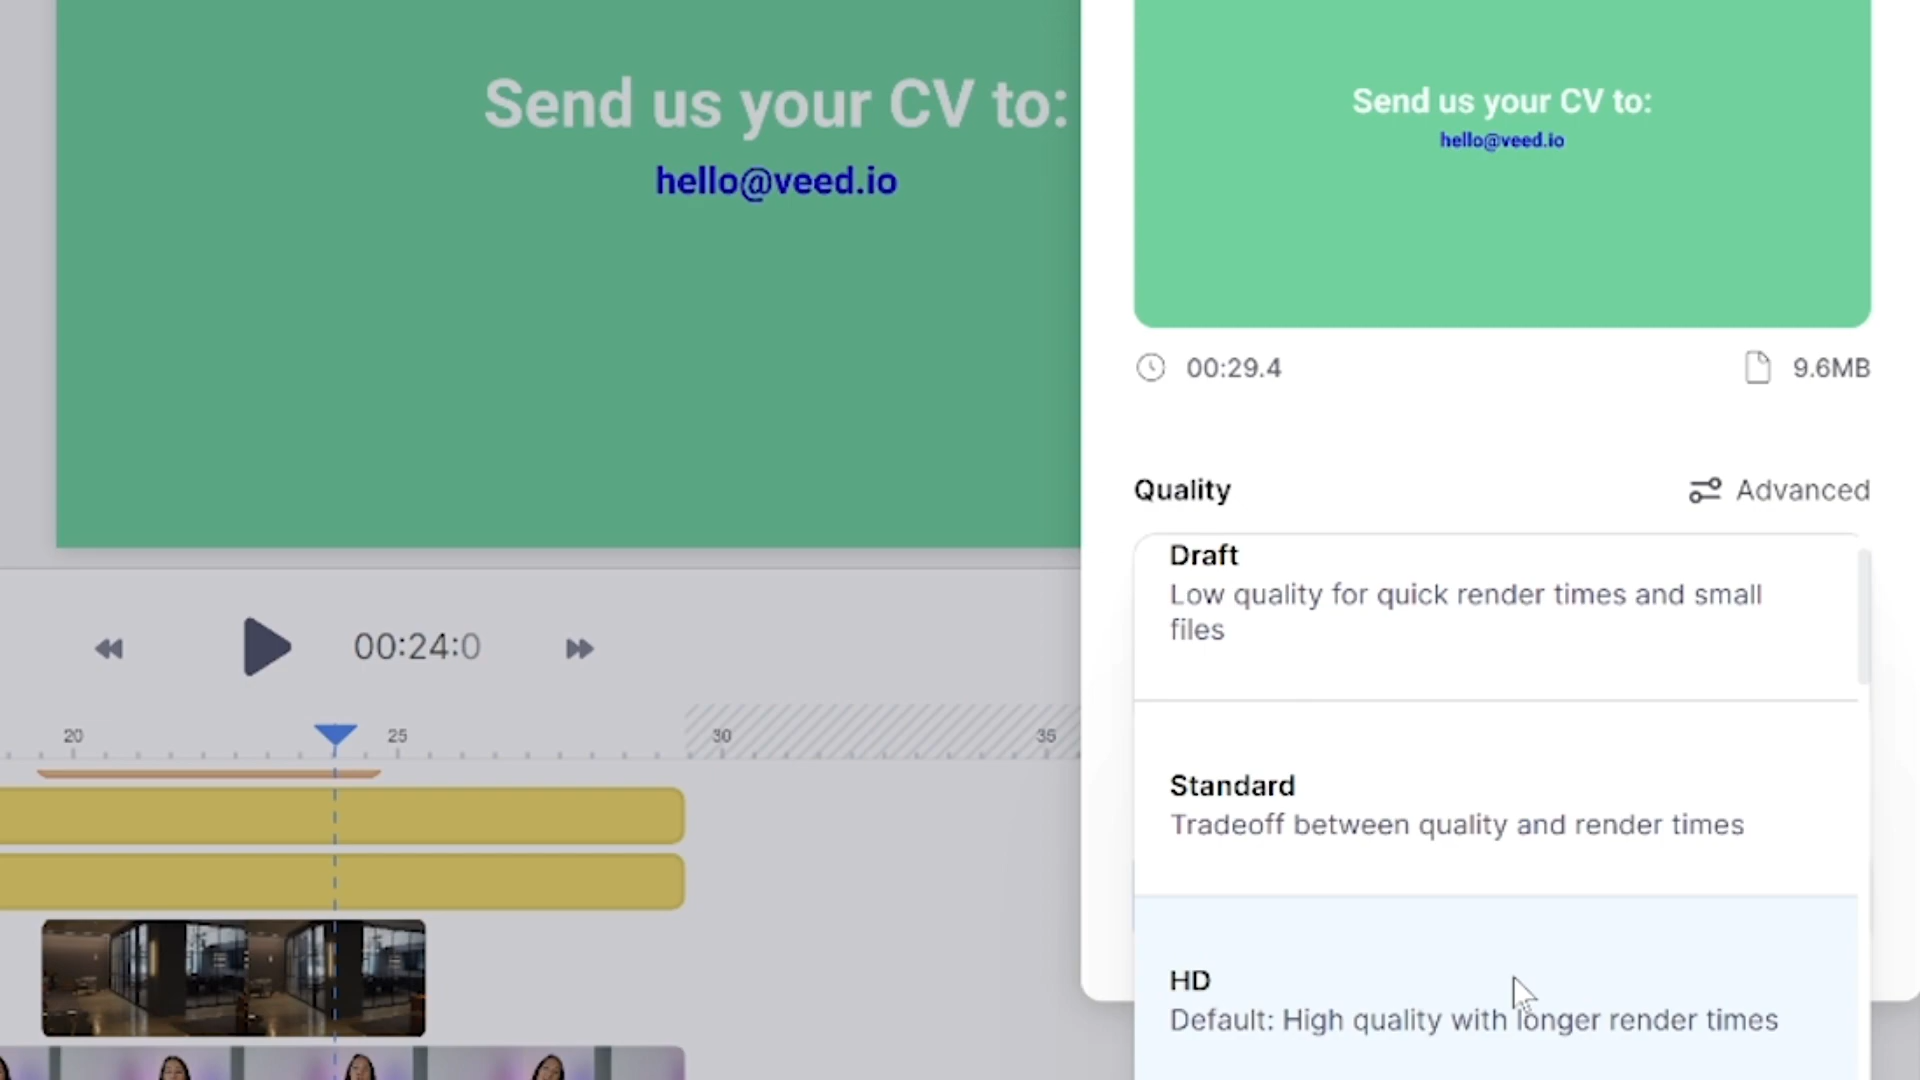 Send us your CV to:
hello@veed.io
00:24:0
20
25
30
35
Send us your CV to:
hello@veed.io
00:29.4
9.6MB
Quality
Advanced
Draft
Low quality for quick render times and small
files
Standard
Tradeoff between quality and render times
HD
Default: High quality with longer render times